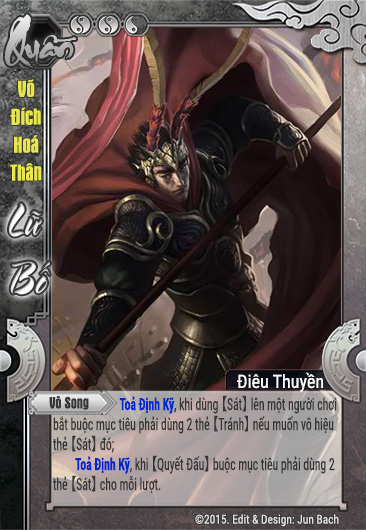 Quần
Võ
Đích
Hoá
Thân
Lữ
Bố
Điêu Thuyền
Vô Song
Toả Định Kỹ, khi dùng【Sát】lên một người chơi
bắt buộc mục tiêu phải dùng 2 thẻ【Tránh】nếu muốn vô hiệu
thẻ【Sát】đó;
Toả Định Kỹ, khi【Quyết Đấu】buộc mục tiêu phải dùng 2
thẻ【Sát】cho mỗi lượt.
©2015. Edit & Design: Jun Bach